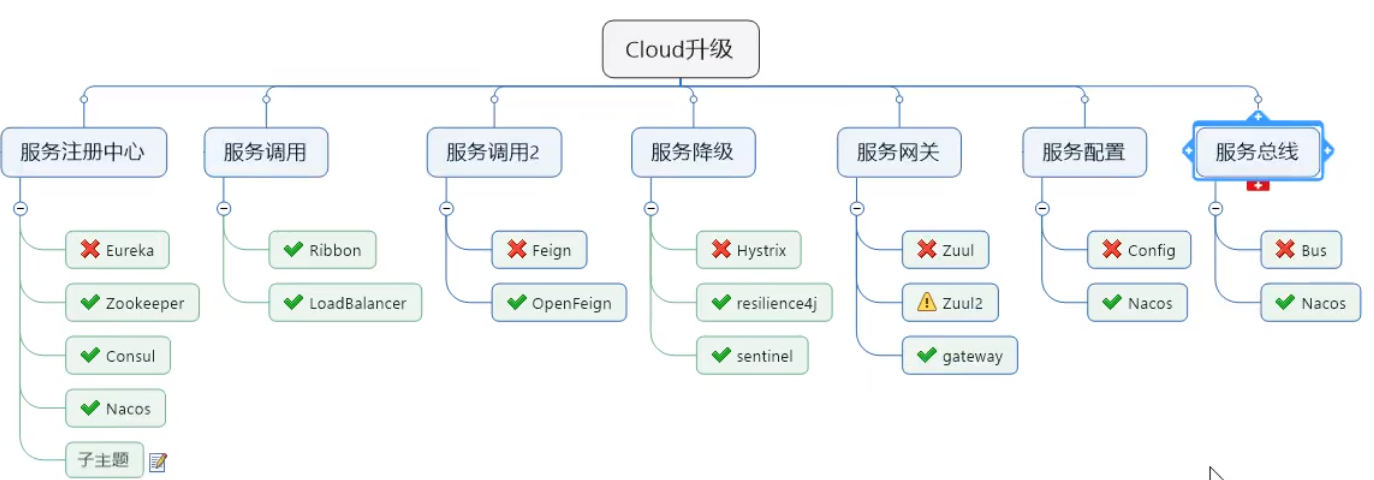 Cloud升级
服务注册中心
服务调用
服务调用2
服务降级
服务网关
服务配置
服务总线
Eureka
Ribbon
Feign
Hystrix
Zuul
Config
Bus
Zookeeper
LoadBalancer
OpenFeign
resilience4j
Zuul2
Nacos
Nacos
Consul
sentinel
gateway
Nacos
子主题